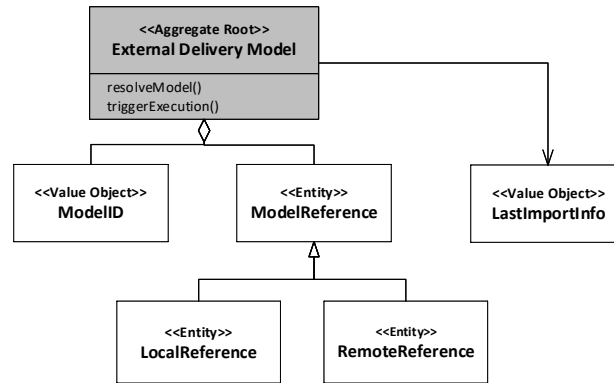 <<Aggregate Root>>
External Delivery Model
resolveModel()
triggerExecution()
<<Value Object>>
ModelID
<<Entity>>
ModelReference
<<Value Object>>
LastImportInfo
<<Entity>>
LocalReference
<<Entity>>
RemoteReference